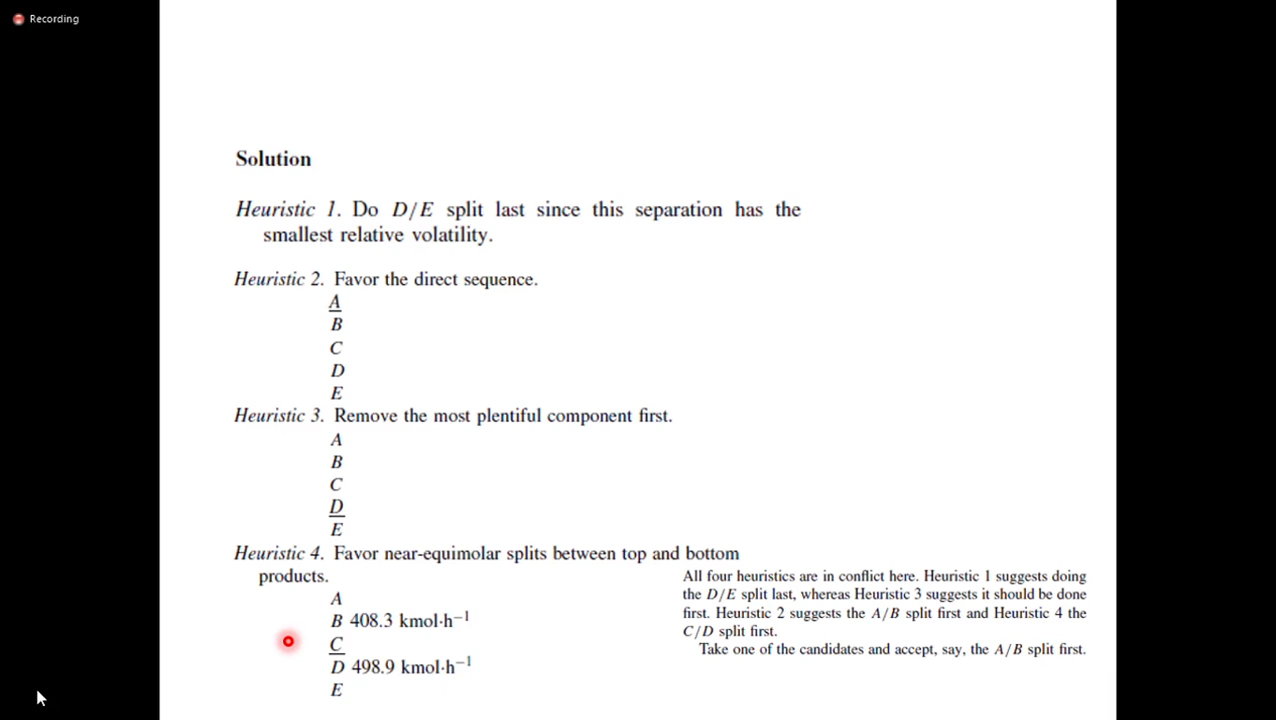 Recording
Solution
Heuristic 1. Do D/E split last since this separation has the
smallest relative volatility.
Heuristic 2. Favor the direct sequence.
A
B
C
D
E
Heuristic 3. Remove the most plentiful component first.
A
B
C
D
E
Heuristic 4. Favor near-equimolar splits between top and bottom
products.
A
B 408.3 kmol·h⁻¹
C
D 498.9 kmol·h⁻¹
E
All four heuristics are in conflict here. Heuristic 1 suggests doing
the D/E split last, whereas Heuristic 3 suggests it should be done
first. Heuristic 2 suggests the A/B split first and Heuristic 4 the
C/D split first.
Take one of the candidates and accept, say, the A/B split first.